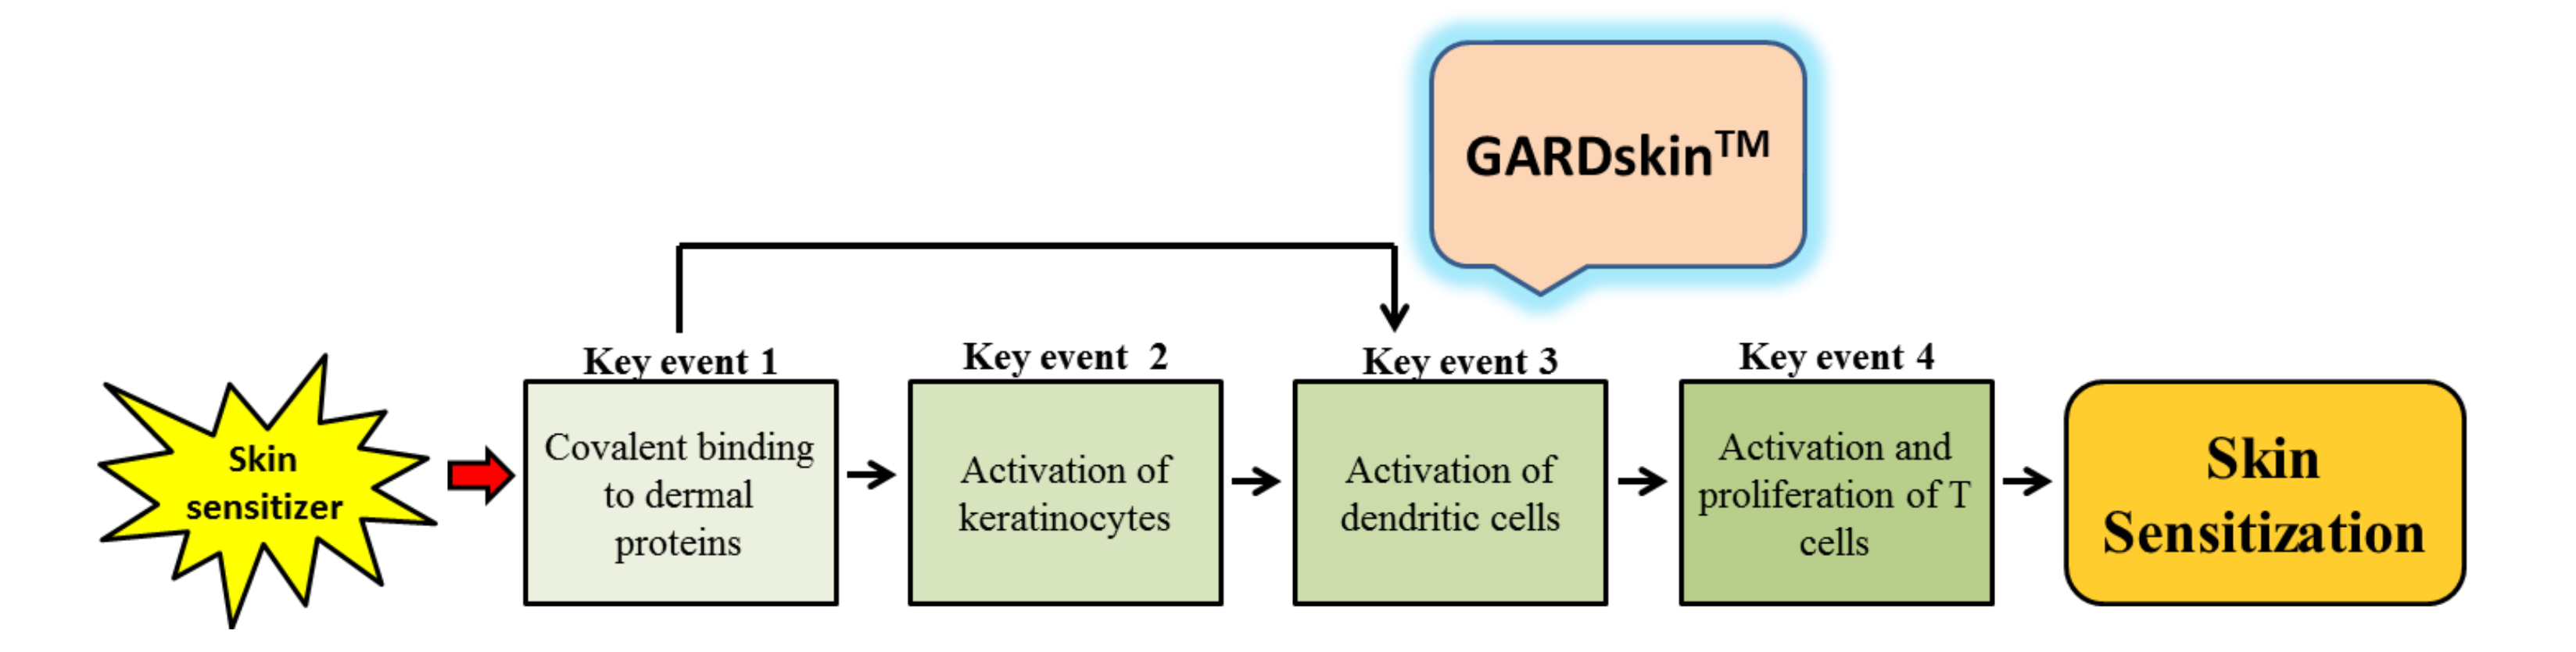 GARDskin™
Key event 1
Key event 2
Key event 3
Key event 4
Skin
sensitizer
Covalent binding
to dermal
proteins
Activation of
keratinocytes
Activation of
dendritic cells
Activation and
proliferation of T
cells
Skin
Sensitization